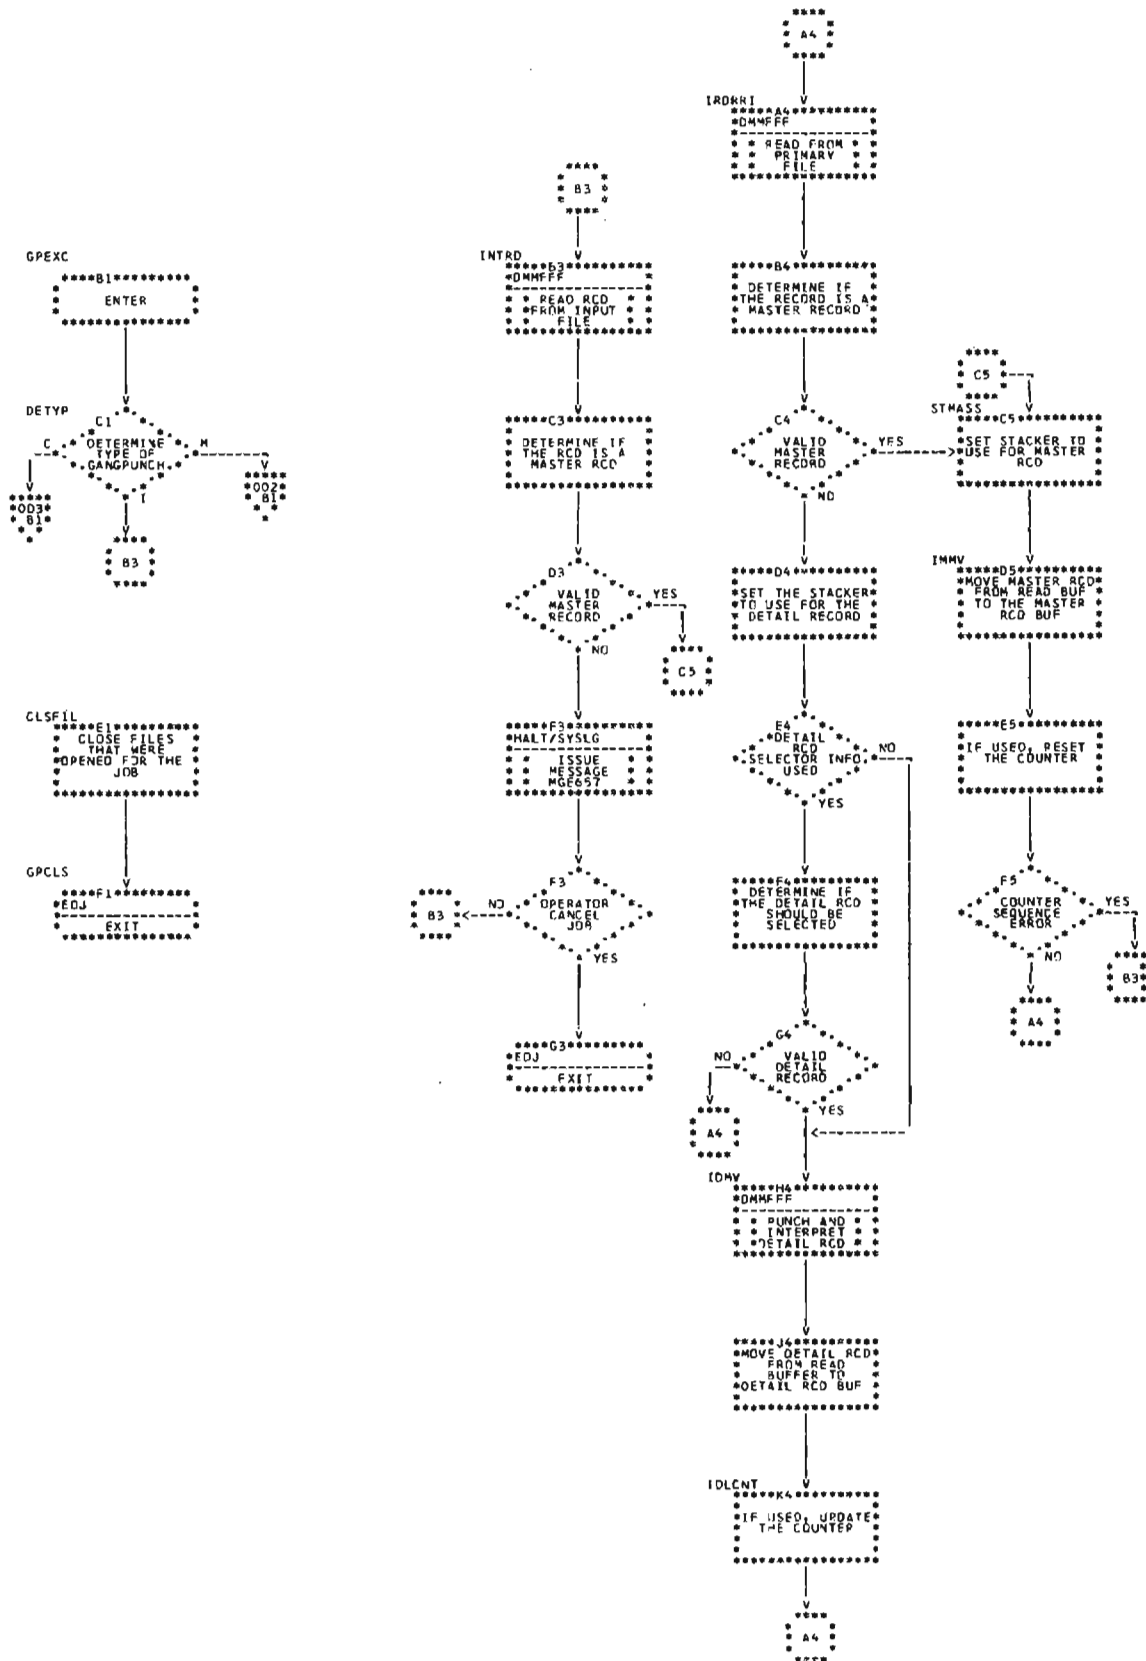 A4
IRDRRI
A4
DMMFFF
READ FROM
PRIMARY
FILE
B3
GPEXC
B1
ENTER
INTRD
B3
DMMFFF
READ RCD
FROM INPUT
FILE
B4
DETERMINE IF
THE RECORD IS A
MASTER RECORD
C5
DETYP
C1
C
DETERMINE
TYPE OF
GANGPUNCH
M
I
OD3
B1
OO2
B1
B3
C3
DETERMINE IF
THE RCD IS A
MASTER RCD
C4
VALID
MASTER
RECORD
YES
NO
STMASS
C5
SET STACKER TO
USE FOR MASTER
RCD
D3
VALID
MASTER
RECORD
YES
NO
C5
D4
SET THE STACKER
TO USE FOR THE
DETAIL RECORD
IMMV
D5
MOVE MASTER RCD
FROM READ BUF
TO THE MASTER
RCD BUF
CLSFIL
E1
CLOSE FILES
THAT WERE
OPENED FOR THE
JOB
E3
HALT/SYSLG
ISSUE
MESSAGE
MGE657
E4
DETAIL
RCD
SELECTOR INFO
USED
NO
YES
E5
IF USED, RESET
THE COUNTER
GPCLS
F1
EOJ
EXIT
F3
OPERATOR
CANCEL
JOB
NO
B3
YES
F4
DETERMINE IF
THE DETAIL RCD
SHOULD BE
SELECTED
F5
COUNTER
SEQUENCE
ERROR
YES
NO
B3
A4
G3
EOJ
EXIT
G4
VALID
DETAIL
RECORD
NO
YES
A4
IDMV
H4
DMMFFF
PUNCH AND
INTERPRET
DETAIL RCD
J4
MOVE DETAIL RCD
FROM READ
BUFFER TO
DETAIL RCD BUF
IDLCNT
K4
IF USED, UPDATE
THE COUNTER
A4